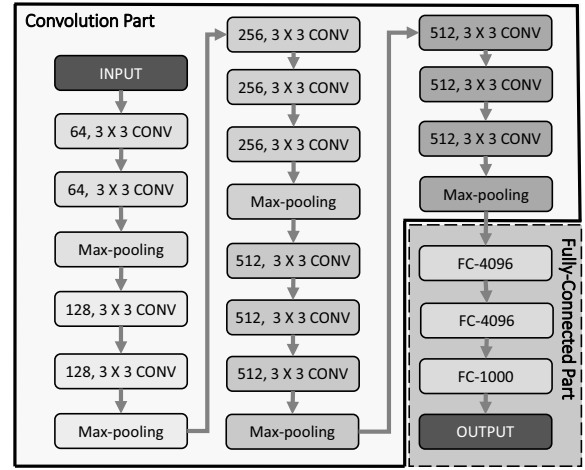 Convolution Part
INPUT
64, 3 X 3 CONV
64, 3 X 3 CONV
Max-pooling
128, 3 X 3 CONV
128, 3 X 3 CONV
Max-pooling
256, 3 X 3 CONV
256, 3 X 3 CONV
256, 3 X 3 CONV
Max-pooling
512, 3 X 3 CONV
512, 3 X 3 CONV
512, 3 X 3 CONV
Max-pooling
512, 3 X 3 CONV
512, 3 X 3 CONV
512, 3 X 3 CONV
Max-pooling
FC-4096
FC-4096
FC-1000
OUTPUT
Fully-Connected Part